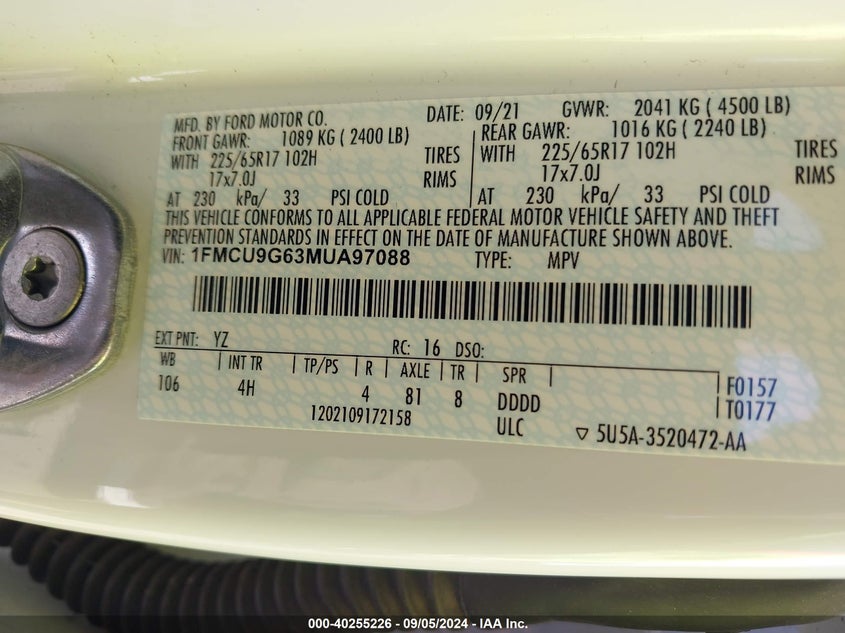 MFD. BY FORD MOTOR CO. DATE: 09/21 GVWR: 2041 KG ( 4500 LB)
FRONT GAWR: 1089 KG ( 2400 LB) REAR GAWR: 1016 KG ( 2240 LB)
WITH 225/65R17 102H TIRES WITH 225/65R17 102H TIRES
17x7.0J RIMS 17x7.0J RIMS
AT 230 kPa/ 33 PSI COLD AT 230 kPa/ 33 PSI COLD
THIS VEHICLE CONFORMS TO ALL APPLICABLE FEDERAL MOTOR VEHICLE SAFETY AND THEFT
PREVENTION STANDARDS IN EFFECT ON THE DATE OF MANUFACTURE SHOWN ABOVE.
VIN: 1FMCU9G63MUA97088 TYPE: MPV
EXT PNT: YZ RC: 16 DSO:
WB INT TR TP/PS R AXLE TR SPR
106 4H 4 81 8 DDDD F0157
1202109172158 ULC T0177
5U5A-3520472-AA
000-40255226 - 09/05/2024 - IAA Inc.